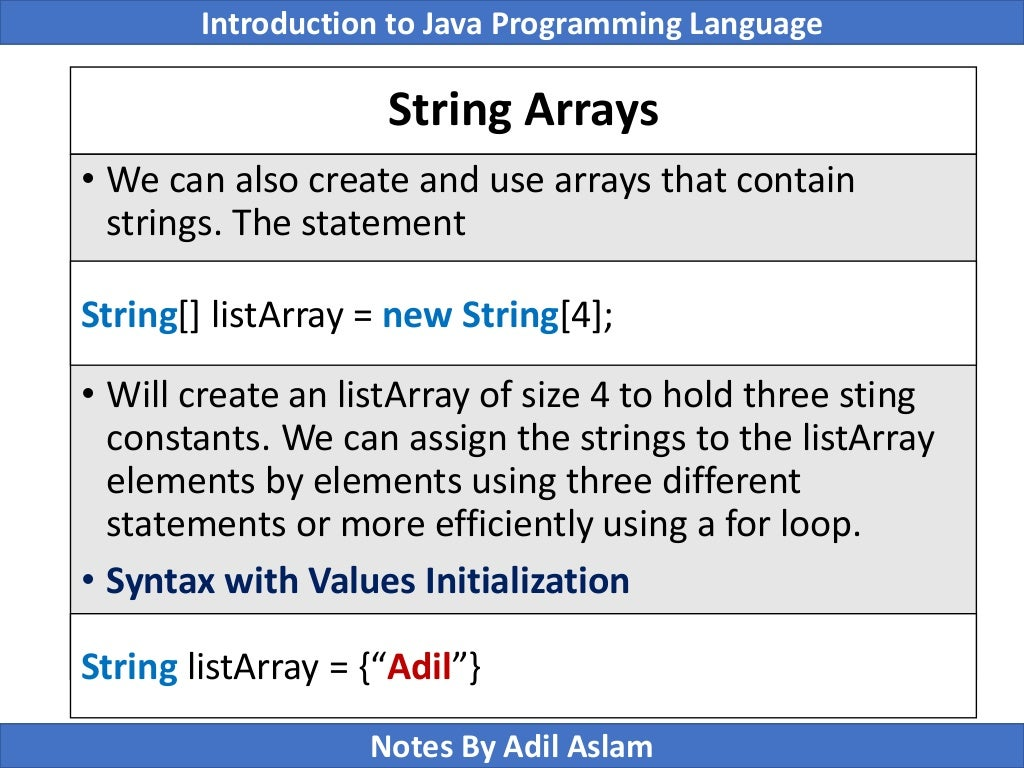 Introduction to Java Programming Language
String Arrays
• We can also create and use arrays that contain
strings. The statement
String[] listArray = new String[4];
• Will create an listArray of size 4 to hold three sting
constants. We can assign the strings to the listArray
elements by elements using three different
statements or more efficiently using a for loop.
• Syntax with Values Initialization
String listArray = {“Adil”}
Notes By Adil Aslam